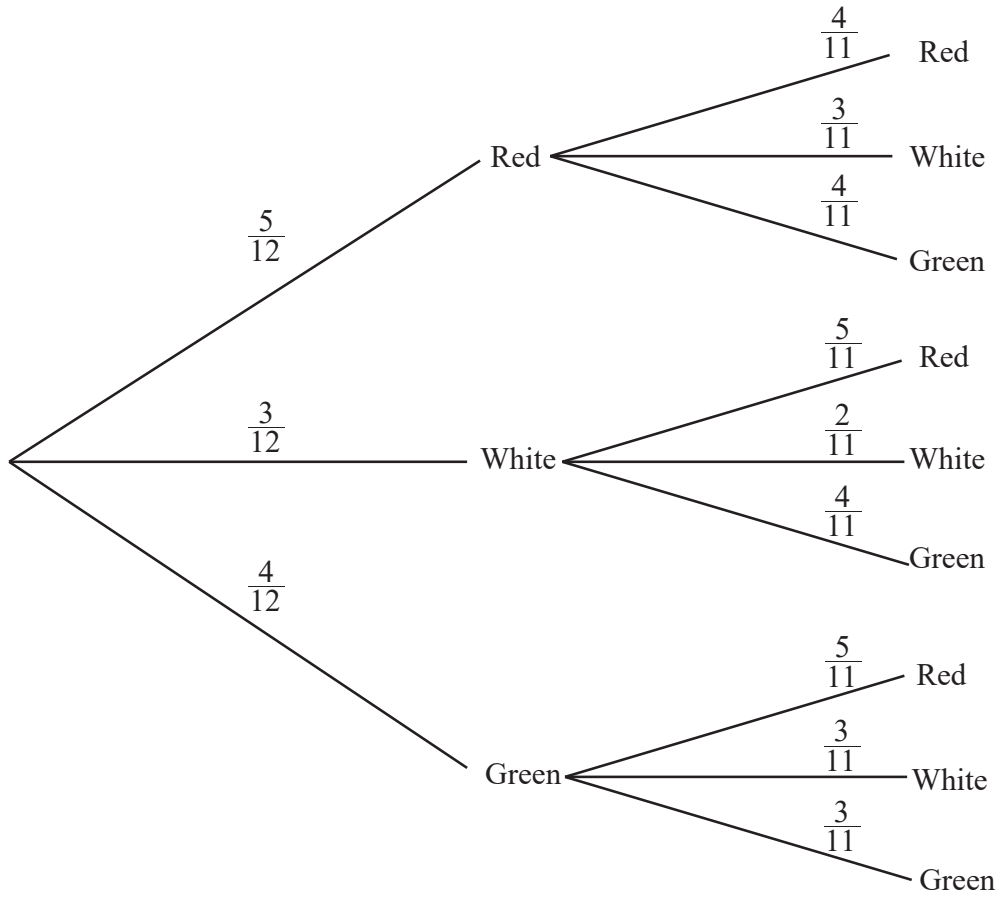 4/11
Red
3/11
Red
White
5/12
4/11
Green
5/11
Red
3/12
2/11
White
White
4/11
Green
4/12
5/11
Red
3/11
Green
White
3/11
Green